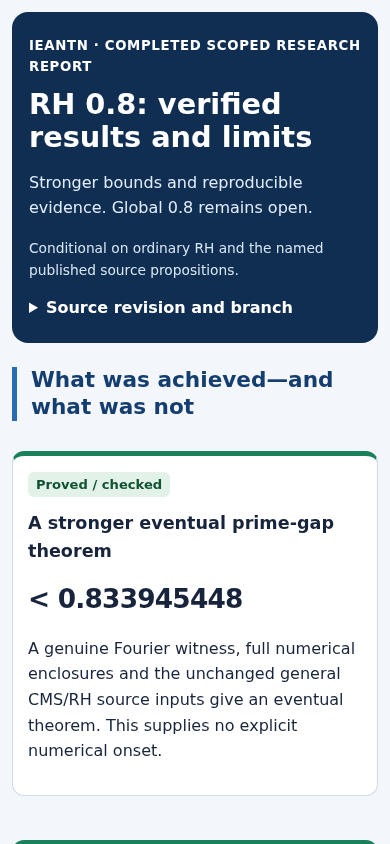 IEANTN · COMPLETED SCOPED RESEARCH
REPORT
RH 0.8: verified
results and limits
Stronger bounds and reproducible
evidence. Global 0.8 remains open.
Conditional on ordinary RH and the named
published source propositions.
▶ Source revision and branch
What was achieved—and
what was not
Proved / checked
A stronger eventual prime-gap
theorem
< 0.833945448
A genuine Fourier witness, full numerical
enclosures and the unchanged general
CMS/RH source inputs give an eventual
theorem. This supplies no explicit
numerical onset.